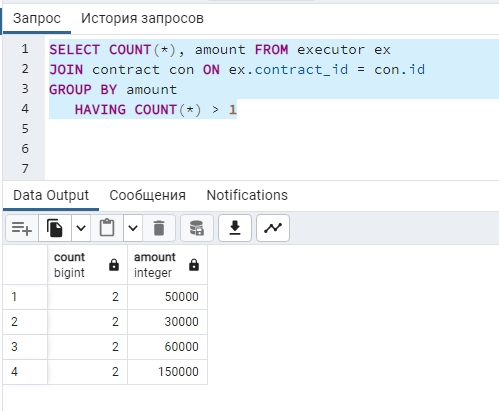 Запрос История запросов
1 SELECT COUNT(*), amount FROM executor ex
2 JOIN contract con ON ex.contract_id = con.id
3 GROUP BY amount
4 HAVING COUNT(*) > 1
5
6
7
Data Output Сообщения Notifications
count amount
bigint integer
1 2 50000
2 2 30000
3 2 60000
4 2 150000